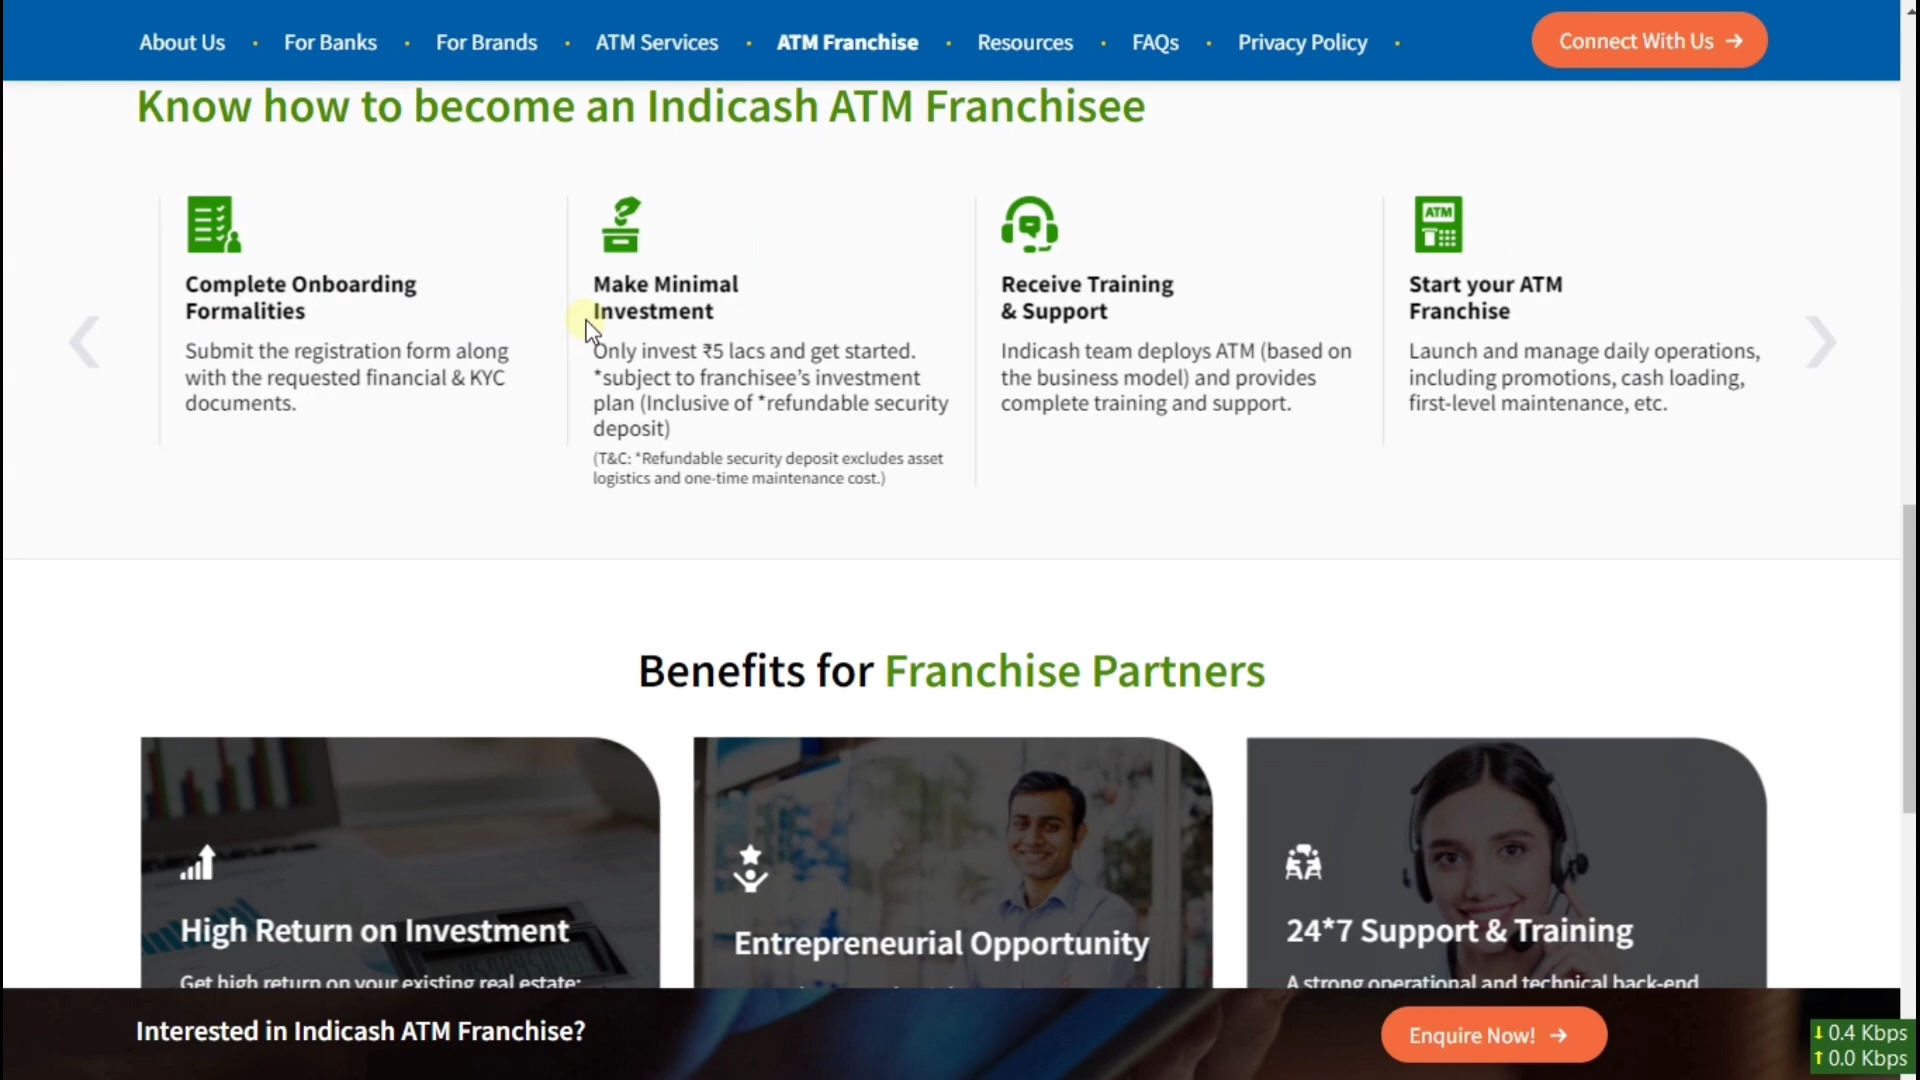 About Us · For Banks · For Brands · ATM Services · ATM Franchise · Resources · FAQs · Privacy Policy ·
Connect With Us →
Know how to become an Indicash ATM Franchisee
Complete Onboarding
Formalities
Submit the registration form along
with the requested financial & KYC
documents.
Make Minimal
Investment
Only invest ₹5 lacs and get started.
*subject to franchisee's investment
plan (Inclusive of *refundable security
deposit)
(T&C: *Refundable security deposit excludes asset
logistics and one-time maintenance cost.)
Receive Training
& Support
Indicash team deploys ATM (based on
the business model) and provides
complete training and support.
ATM
Start your ATM
Franchise
Launch and manage daily operations,
including promotions, cash loading,
first-level maintenance, etc.
Benefits for Franchise Partners
High Return on Investment
Get high return on your existing real estate;
Entrepreneurial Opportunity
24*7 Support & Training
A strong operational and technical back-end
Interested in Indicash ATM Franchise?
Enquire Now! →
↓ 0.4 Kbps
↑ 0.0 Kbps